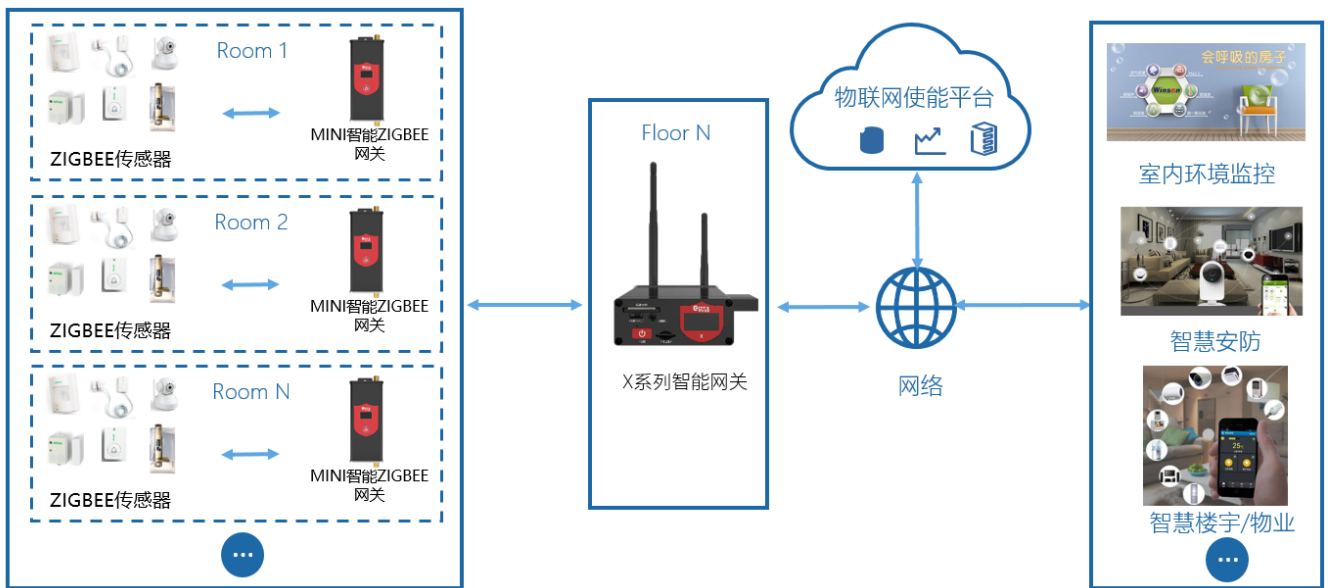 Room 1
ZIGBEE传感器
MINI智能ZIGBEE
网关
Room 2
ZIGBEE传感器
MINI智能ZIGBEE
网关
Room N
ZIGBEE传感器
MINI智能ZIGBEE
网关
Floor N
X系列智能网关
物联网使能平台
网络
会呼吸的房子
Winsen
室内环境监控
智慧安防
25
智慧楼宇/物业